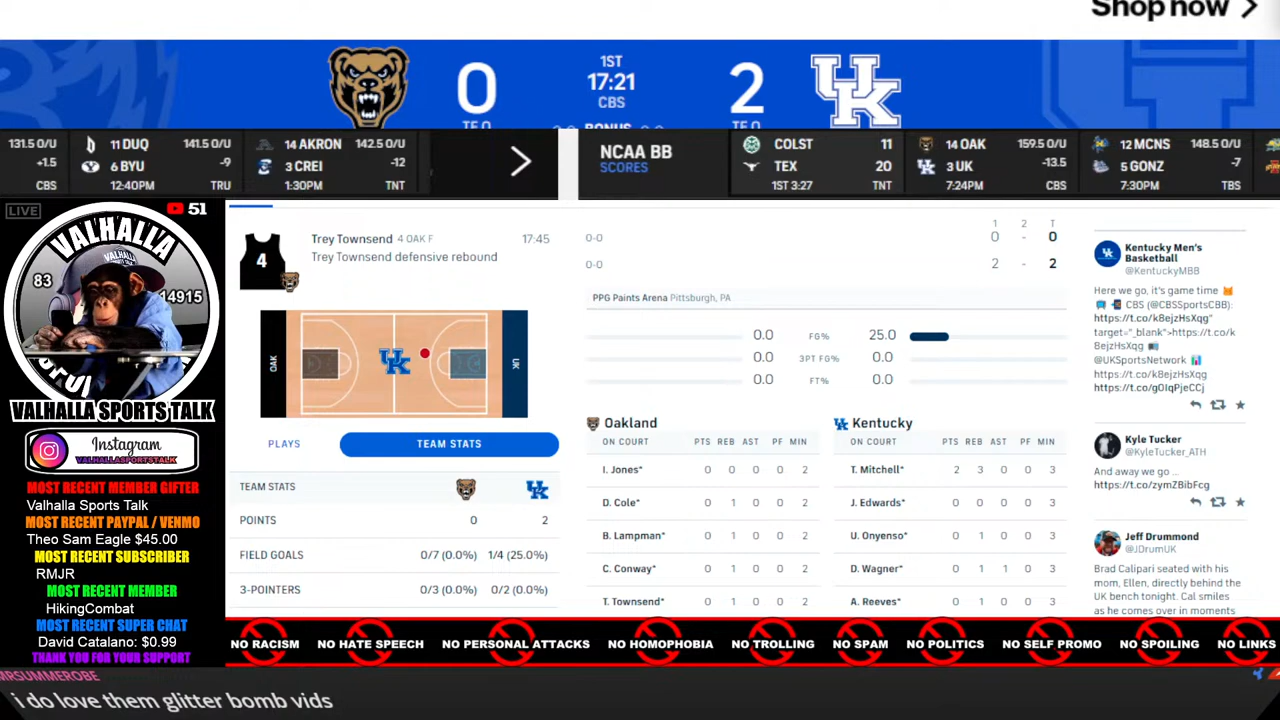 Shop now
0
1ST
17:21
CBS
2
BONUS
131.5 O/U
+1.5
CBS
11 DUQ 141.5 O/U
6 BYU -9
12:40PM TRU
14 AKRON 142.5 O/U
3 CREI -12
1:30PM TNT
NCAA BB
SCORES
COLST 11
TEX 20
1ST 3:27 TNT
14 OAK 159.5 O/U
3 UK -13.5
7:24PM CBS
12 MCNS 148.5 O/U
5 GONZ -7
7:30PM TBS
LIVE
51
VALHALLA
VALHALLA
83
14915
VALHALLA SPORTS TALK
Instagram
VALHALLASPORTSTALK
MOST RECENT MEMBER GIFTER
Valhalla Sports Talk
MOST RECENT PAYPAL / VENMO
Theo Sam Eagle $45.00
MOST RECENT SUBSCRIBER
RMJR
MOST RECENT MEMBER
HikingCombat
MOST RECENT SUPER CHAT
David Catalano: $0.99
THANK YOU FOR YOUR SUPPORT
4
Trey Townsend 4 OAK F 17:45
Trey Townsend defensive rebound
OAK
UK
UK
PLAYS
TEAM STATS
TEAM STATS
POINTS 0 2
FIELD GOALS 0/7 (0.0%) 1/4 (25.0%)
3-POINTERS 0/3 (0.0%) 0/2 (0.0%)
1 2 T
0-0 0 - 0
0-0 2 - 2
PPG Paints Arena Pittsburgh, PA
0.0 FG% 25.0
0.0 3PT FG% 0.0
0.0 FT% 0.0
Oakland
ON COURT PTS REB AST PF MIN
I. Jones* 0 0 0 0 2
D. Cole* 0 1 0 0 2
B. Lampman* 0 1 0 0 2
C. Conway* 0 1 0 0 2
T. Townsend* 0 1 0 0 2
Kentucky
ON COURT PTS REB AST PF MIN
T. Mitchell* 2 3 0 0 3
J. Edwards* 0 0 0 0 3
U. Onyenso* 0 1 0 0 3
D. Wagner* 0 1 1 0 3
A. Reeves* 0 1 0 0 3
Kentucky Men's
Basketball
@KentuckyMBB
Here we go, it's game time
CBS (@CBSSportsCBB):
https://t.co/k8ejzHsXqg"
target="_blank">https://t.co/k
8ejzHsXqg
@UKSportsNetwork
https://t.co/k8ejzHsXqg
https://t.co/gOIqPjeCCj
Kyle Tucker
@KyleTucker_ATH
And away we go ...
https://t.co/zymZBibFcg
Jeff Drummond
@JDrumUK
Brad Calipari seated with his
mom, Ellen, directly behind the
UK bench tonight. Cal smiles
as he comes over in moments
NO RACISM
NO HATE SPEECH
NO PERSONAL ATTACKS
NO HOMOPHOBIA
NO TROLLING
NO SPAM
NO POLITICS
NO SELF PROMO
NO SPOILING
NO LINKS
MRSUMMEROBE
i do love them glitter bomb vids